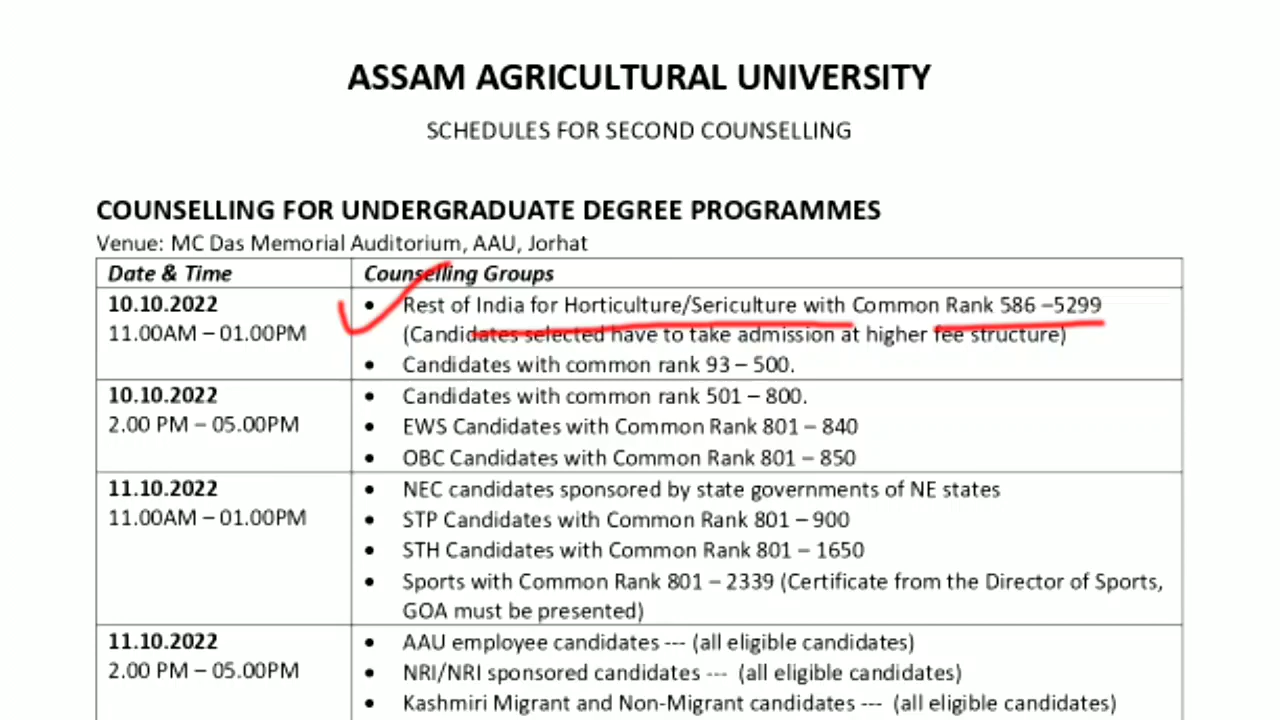 ASSAM AGRICULTURAL UNIVERSITY
SCHEDULES FOR SECOND COUNSELLING
COUNSELLING FOR UNDERGRADUATE DEGREE PROGRAMMES
Venue: MC Das Memorial Auditorium, AAU, Jorhat
Date & Time
Counselling Groups
10.10.2022
11.00AM – 01.00PM
• Rest of India for Horticulture/Sericulture with Common Rank 586 –5299
(Candidates selected have to take admission at higher fee structure)
• Candidates with common rank 93 – 500.
10.10.2022
2.00 PM – 05.00PM
• Candidates with common rank 501 – 800.
• EWS Candidates with Common Rank 801 – 840
• OBC Candidates with Common Rank 801 – 850
11.10.2022
11.00AM – 01.00PM
• NEC candidates sponsored by state governments of NE states
• STP Candidates with Common Rank 801 – 900
• STH Candidates with Common Rank 801 – 1650
• Sports with Common Rank 801 – 2339 (Certificate from the Director of Sports,
GOA must be presented)
11.10.2022
2.00 PM – 05.00PM
• AAU employee candidates --- (all eligible candidates)
• NRI/NRI sponsored candidates --- (all eligible candidates)
• Kashmiri Migrant and Non-Migrant candidates --- (all eligible candidates)